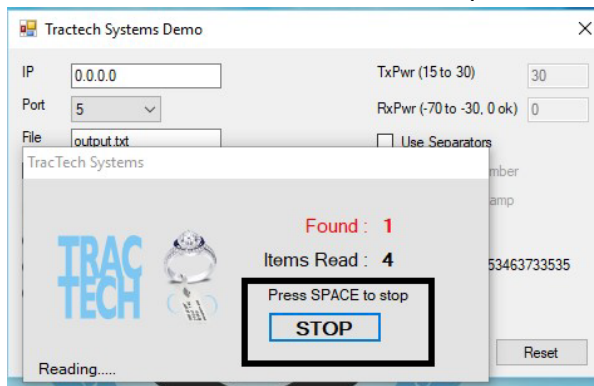 Tractech Systems Demo
IP 0.0.0.0 TxPwr (15 to 30) 30
Port 5 RxPwr (-70 to -30, 0 ok) 0
File output.txt Use Separators
TracTech Systems
Found : 1
Items Read : 4
53463733535
Press SPACE to stop
STOP
TRAC
TECH
Reset
Reading.....